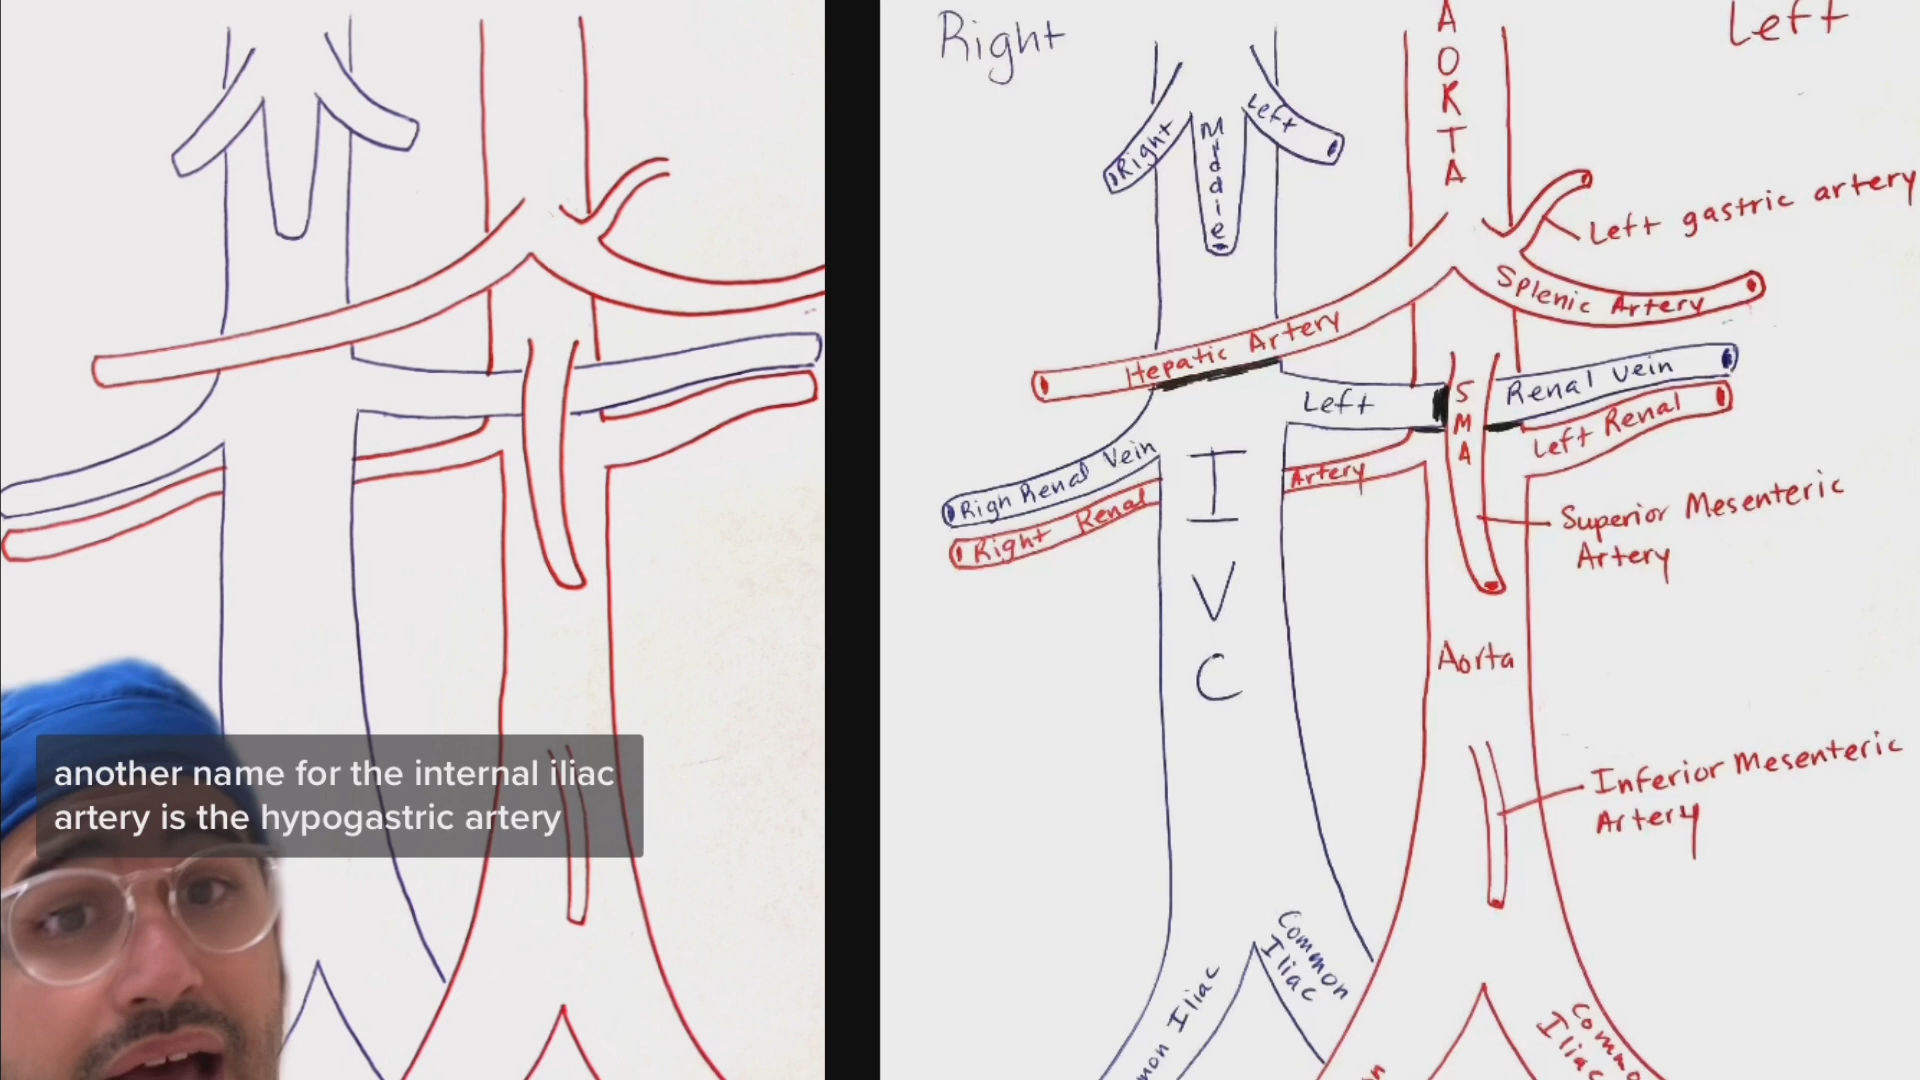 another name for the internal iliac
artery is the hypogastric artery
Right
Left
AORTA
Right
Middle
Left
Left gastric artery
Splenic Artery
Hepatic Artery
Left
SMA
Renal Vein
Left Renal
Artery
Righ Renal Vein
Right Renal
IVC
Superior Mesenteric
Artery
Aorta
Inferior Mesenteric
Artery
Common
Iliac
Iliac
Iliac